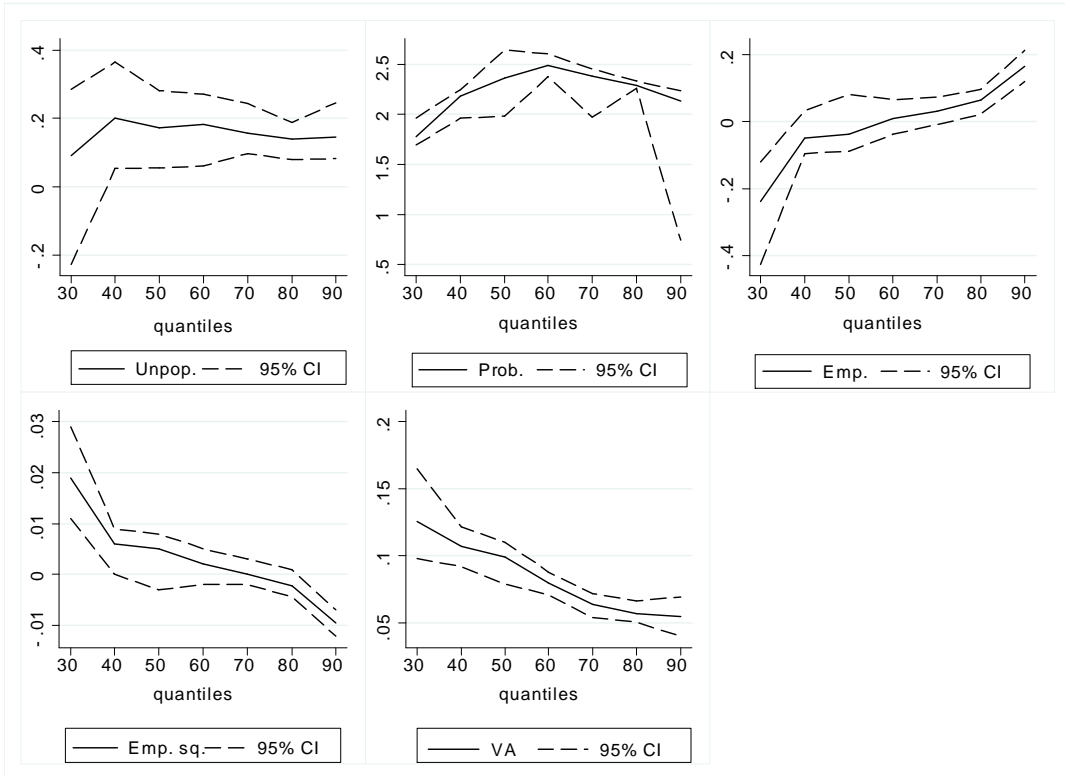 .4
.2
0
-.2
30 40 50 60 70 80 90
quantiles
Unpop. 95% CI
2.5
2
1.5
1
.5
30 40 50 60 70 80 90
quantiles
Prob. 95% CI
.2
0
-.2
-.4
30 40 50 60 70 80 90
quantiles
Emp. 95% CI
.03
.02
.01
0
-.01
30 40 50 60 70 80 90
quantiles
Emp. sq. 95% CI
.2
.15
.1
.05
30 40 50 60 70 80 90
quantiles
VA 95% CI